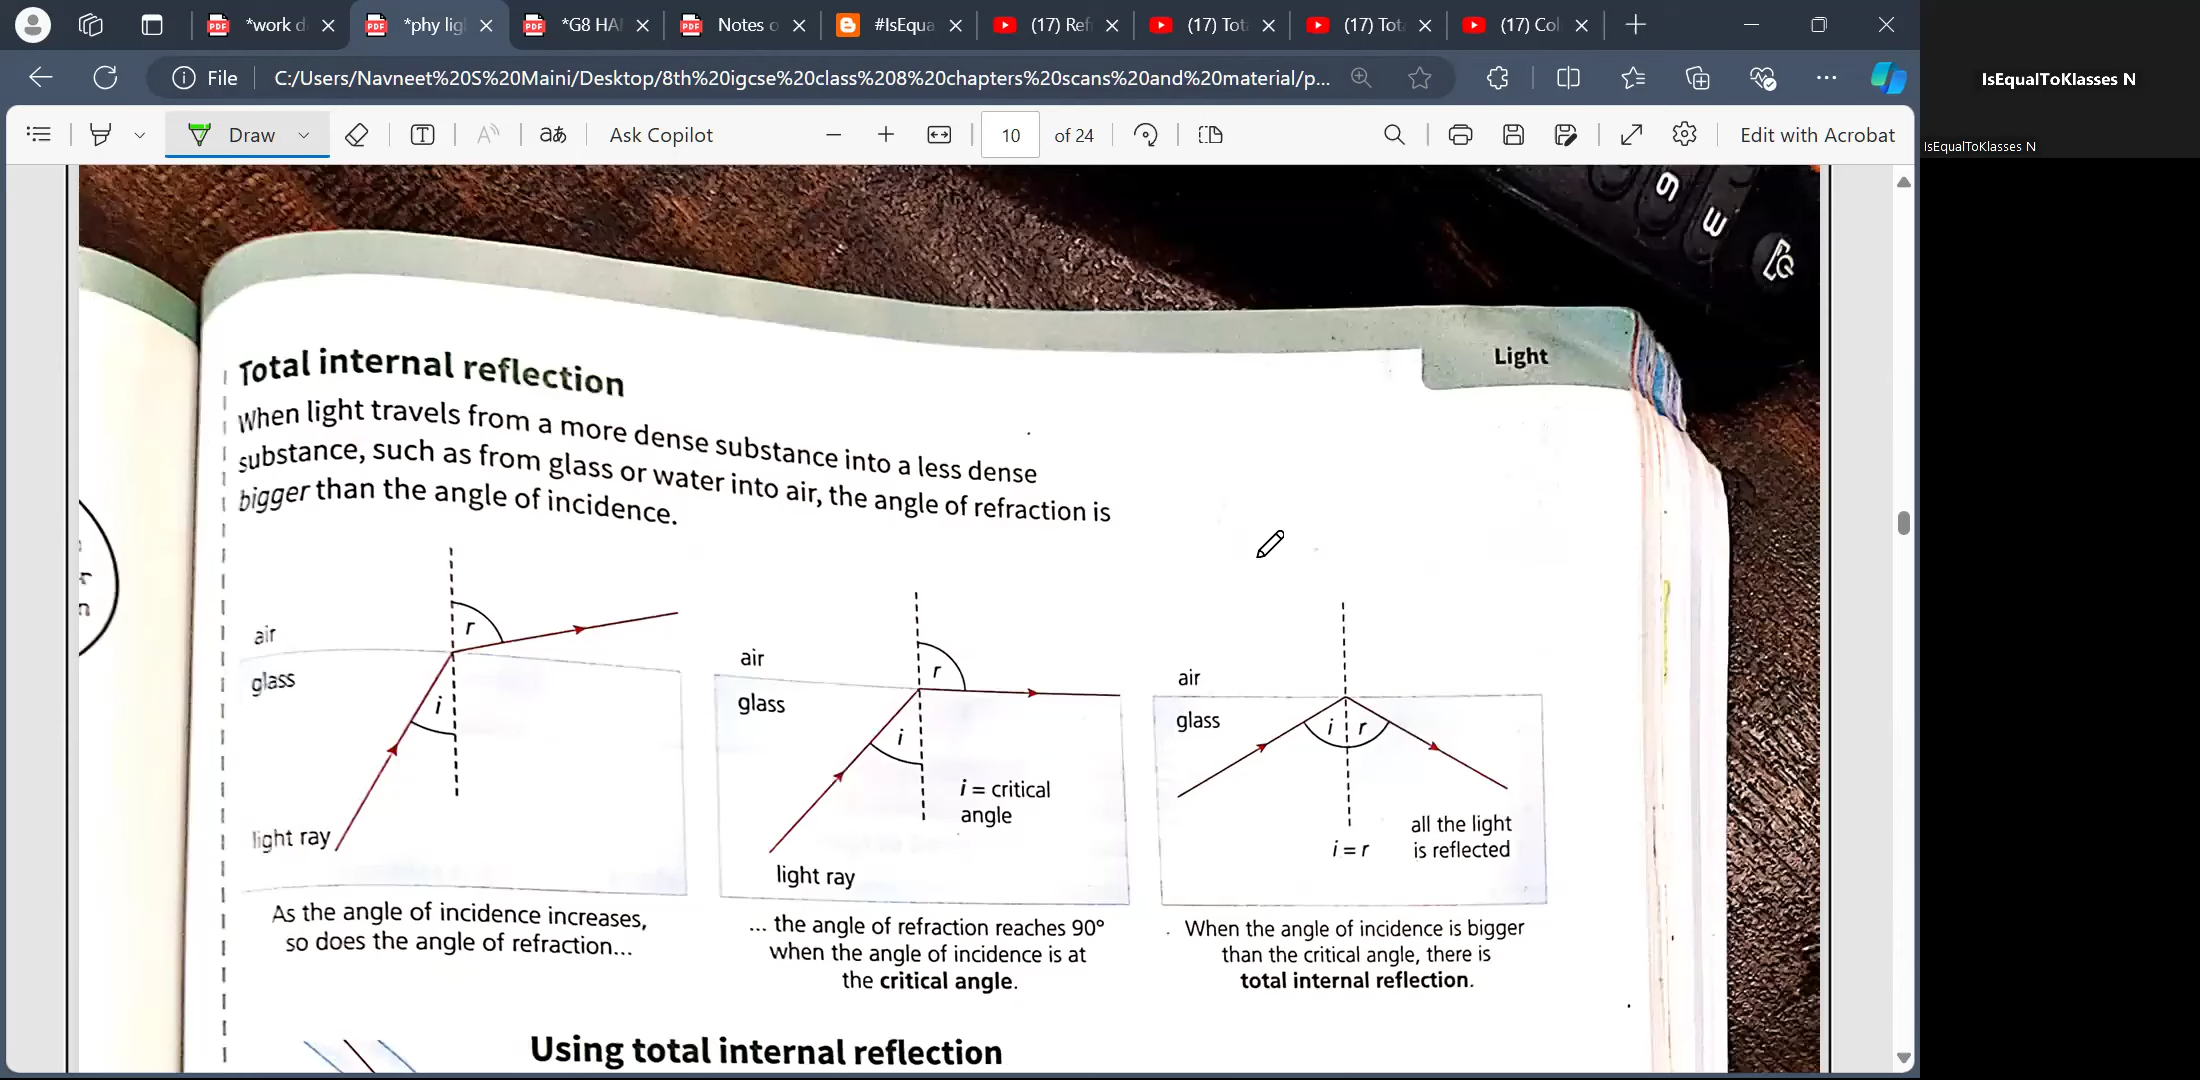 *work d
*phy lig
*G8 HA
Notes o
#IsEqua
(17) Ref
(17) Tot
(17) Tot
(17) Col
File
C:/Users/Navneet%20S%20Maini/Desktop/8th%20igcse%20class%208%20chapters%20scans%20and%20material/p...
Draw
Ask Copilot
10 of 24
Edit with Acrobat
IsEqualToKlasses N
IsEqualToKlasses N
Light
Total internal reflection
When light travels from a more dense substance into a less dense
substance, such as from glass or water into air, the angle of refraction is
bigger than the angle of incidence.
air
glass
r
i
light ray
As the angle of incidence increases,
so does the angle of refraction...
air
glass
r
i
i = critical
angle
light ray
... the angle of refraction reaches 90°
when the angle of incidence is at
the critical angle.
air
glass
i r
i = r
all the light
is reflected
When the angle of incidence is bigger
than the critical angle, there is
total internal reflection.
Using total internal reflection